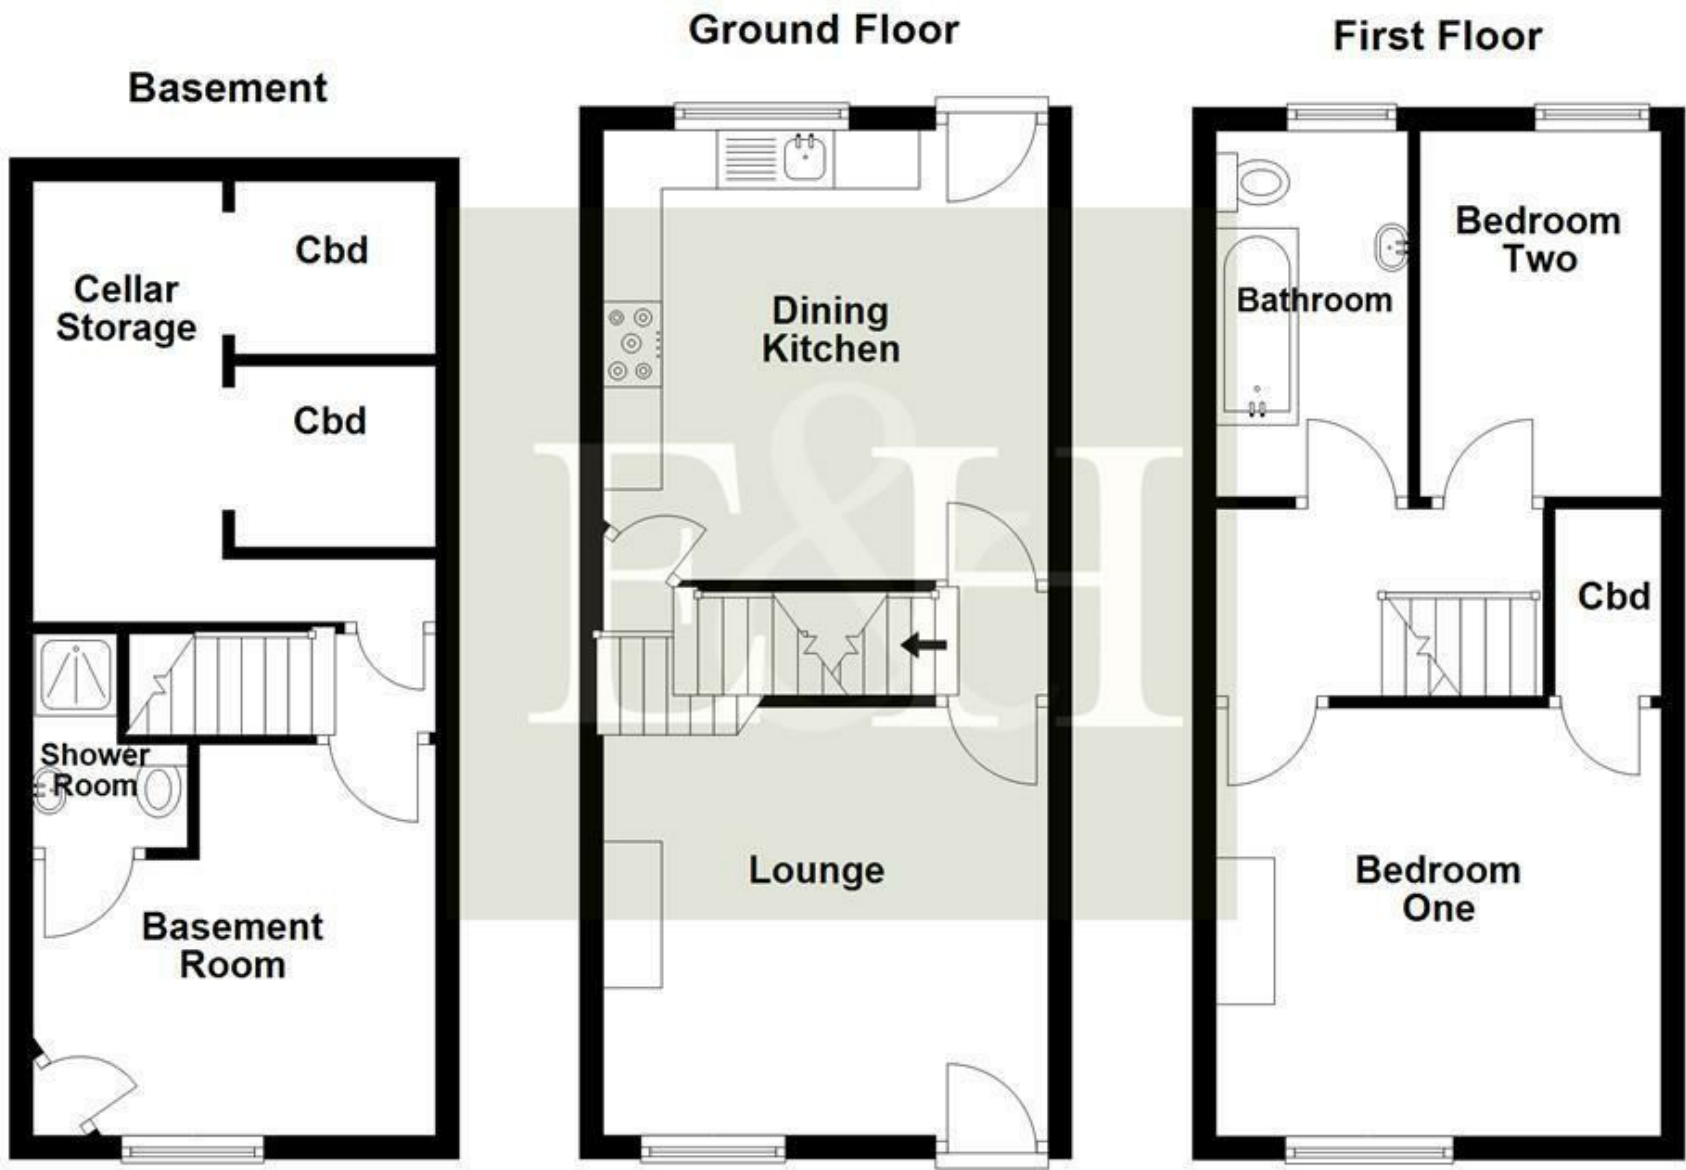 Basement
Cellar
Storage
Cbd
Cbd
Shower
Room
Basement
Room
Ground Floor
Dining
Kitchen
E&H
Lounge
First Floor
Bathroom
Bedroom
Two
Cbd
Bedroom
One